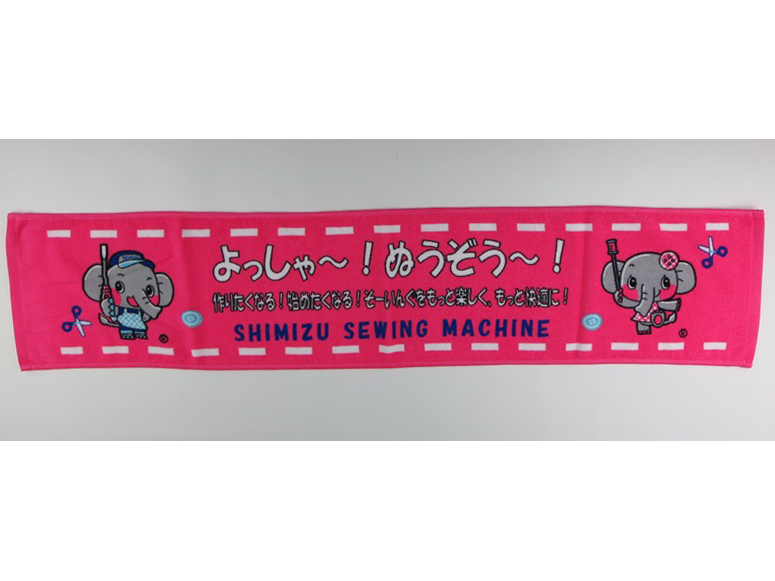 よっしゃ～！ぬうぞう～！
作りたくなる！始めたくなる！そーいんぐをもっと楽しく、もっと快適に！
SHIMIZU SEWING MACHINE
®
®